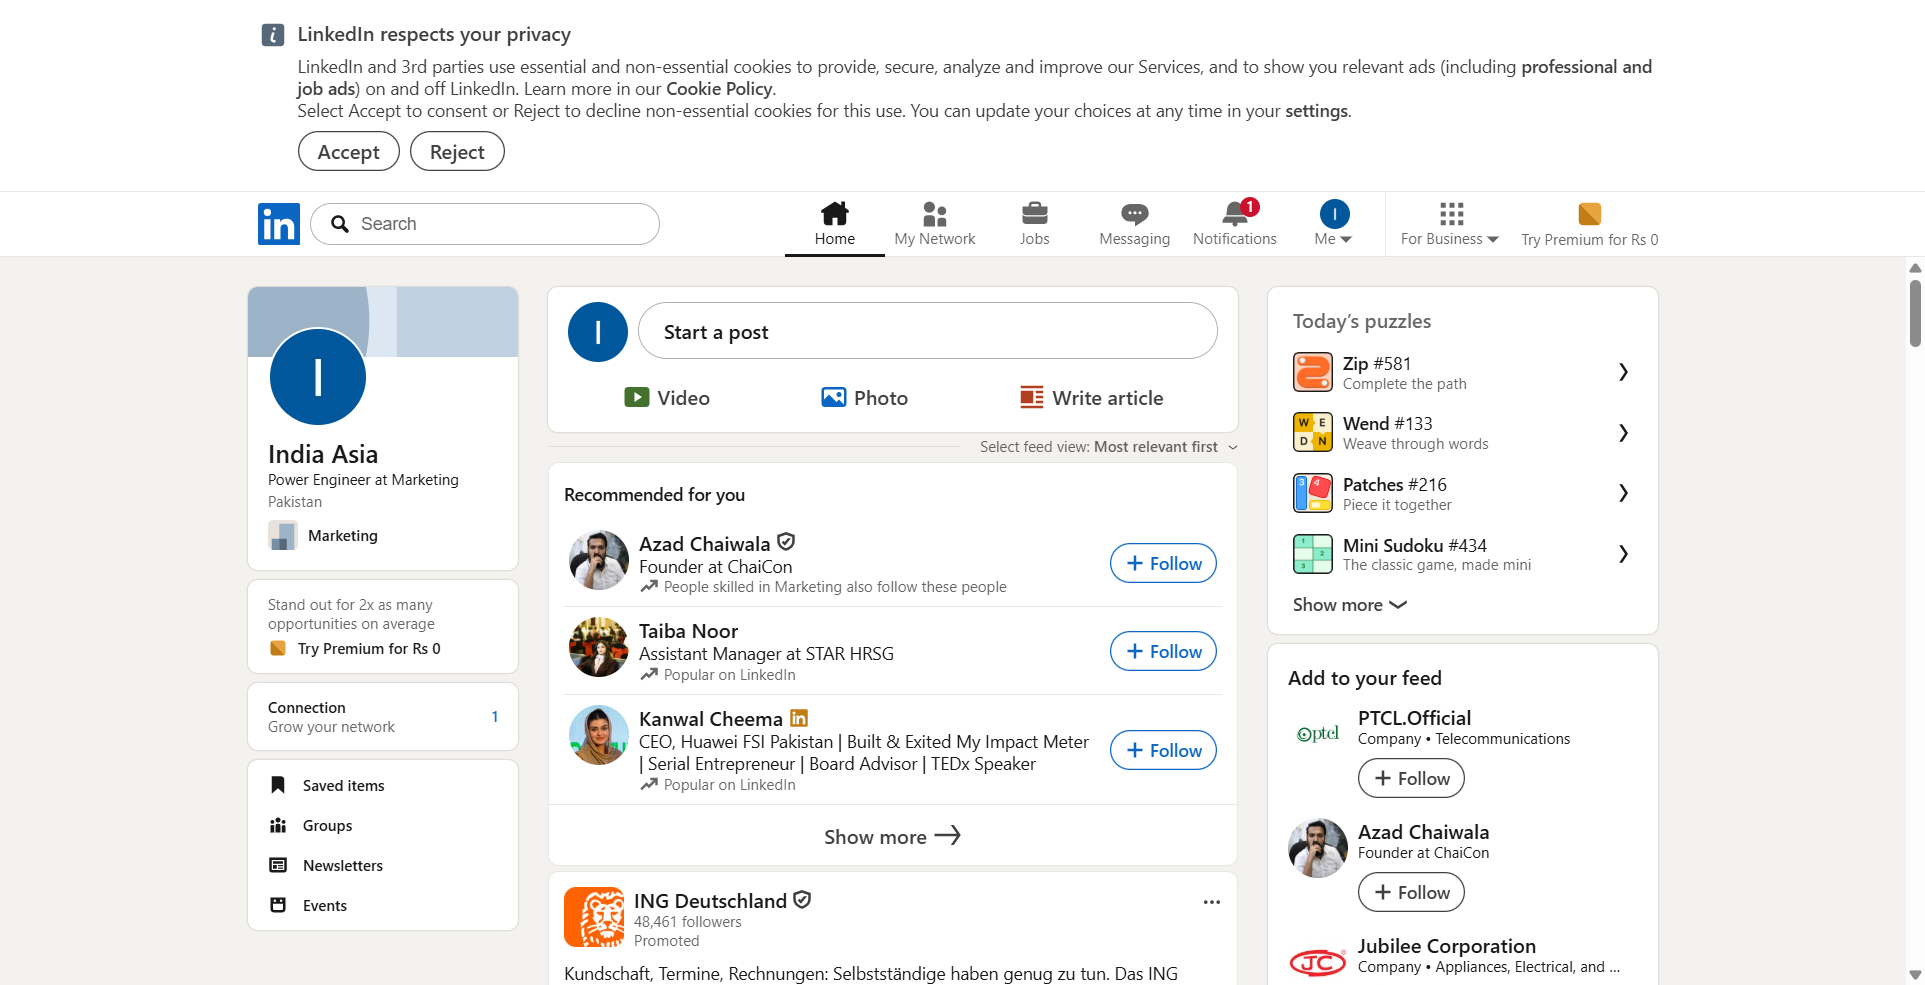 LinkedIn respects your privacy
LinkedIn and 3rd parties use essential and non-essential cookies to provide, secure, analyze and improve our Services, and to show you relevant ads (including professional and
job ads) on and off LinkedIn. Learn more in our Cookie Policy.
Select Accept to consent or Reject to decline non-essential cookies for this use. You can update your choices at any time in your settings.
Accept Reject
in Search
Home
My Network
Jobs
Messaging
1
Notifications
I
Me
For Business
Try Premium for Rs 0
I
India Asia
Power Engineer at Marketing
Pakistan
Marketing
Stand out for 2x as many
opportunities on average
Try Premium for Rs 0
Connection 1
Grow your network
Saved items
Groups
Newsletters
Events
I
Start a post
Video Photo Write article
Select feed view: Most relevant first
Recommended for you
Azad Chaiwala
Founder at ChaiCon
People skilled in Marketing also follow these people
+ Follow
Taiba Noor
Assistant Manager at STAR HRSG
Popular on LinkedIn
+ Follow
Kanwal Cheema in
CEO, Huawei FSI Pakistan | Built & Exited My Impact Meter
| Serial Entrepreneur | Board Advisor | TEDx Speaker
Popular on LinkedIn
+ Follow
Show more
ING Deutschland
48,461 followers
Promoted
Kundschaft, Termine, Rechnungen: Selbstständige haben genug zu tun. Das ING
Today's puzzles
Zip #581
Complete the path
W E
D N
Wend #133
Weave through words
3 4
Patches #216
Piece it together
1
2
3
Mini Sudoku #434
The classic game, made mini
Show more
Add to your feed
ptcl
PTCL.Official
Company • Telecommunications
+ Follow
Azad Chaiwala
Founder at ChaiCon
+ Follow
JC
Jubilee Corporation
Company • Appliances, Electrical, and ...